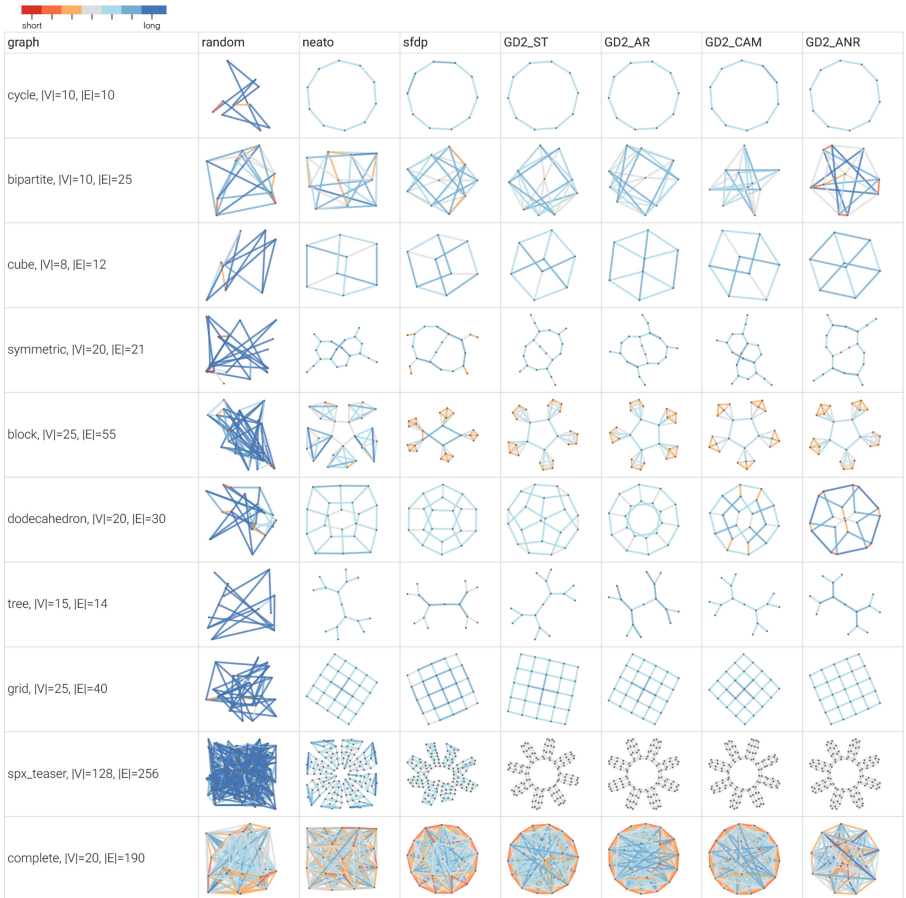 short long
graph random neato sfdp GD2_ST GD2_AR GD2_CAM GD2_ANR
cycle, |V|=10, |E|=10
bipartite, |V|=10, |E|=25
cube, |V|=8, |E|=12
symmetric, |V|=20, |E|=21
block, |V|=25, |E|=55
dodecahedron, |V|=20, |E|=30
tree, |V|=15, |E|=14
grid, |V|=25, |E|=40
spx_teaser, |V|=128, |E|=256
complete, |V|=20, |E|=190